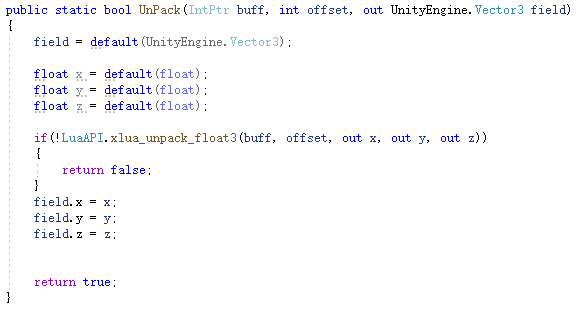 public static bool UnPack(IntPtr buff, int offset, out UnityEngine.Vector3 field)
{
field = default(UnityEngine.Vector3);
float x = default(float);
float y = default(float);
float z = default(float);
if(!LuaAPI.xlua_unpack_float3(buff, offset, out x, out y, out z))
{
return false;
}
field.x = x;
field.y = y;
field.z = z;
return true;
}